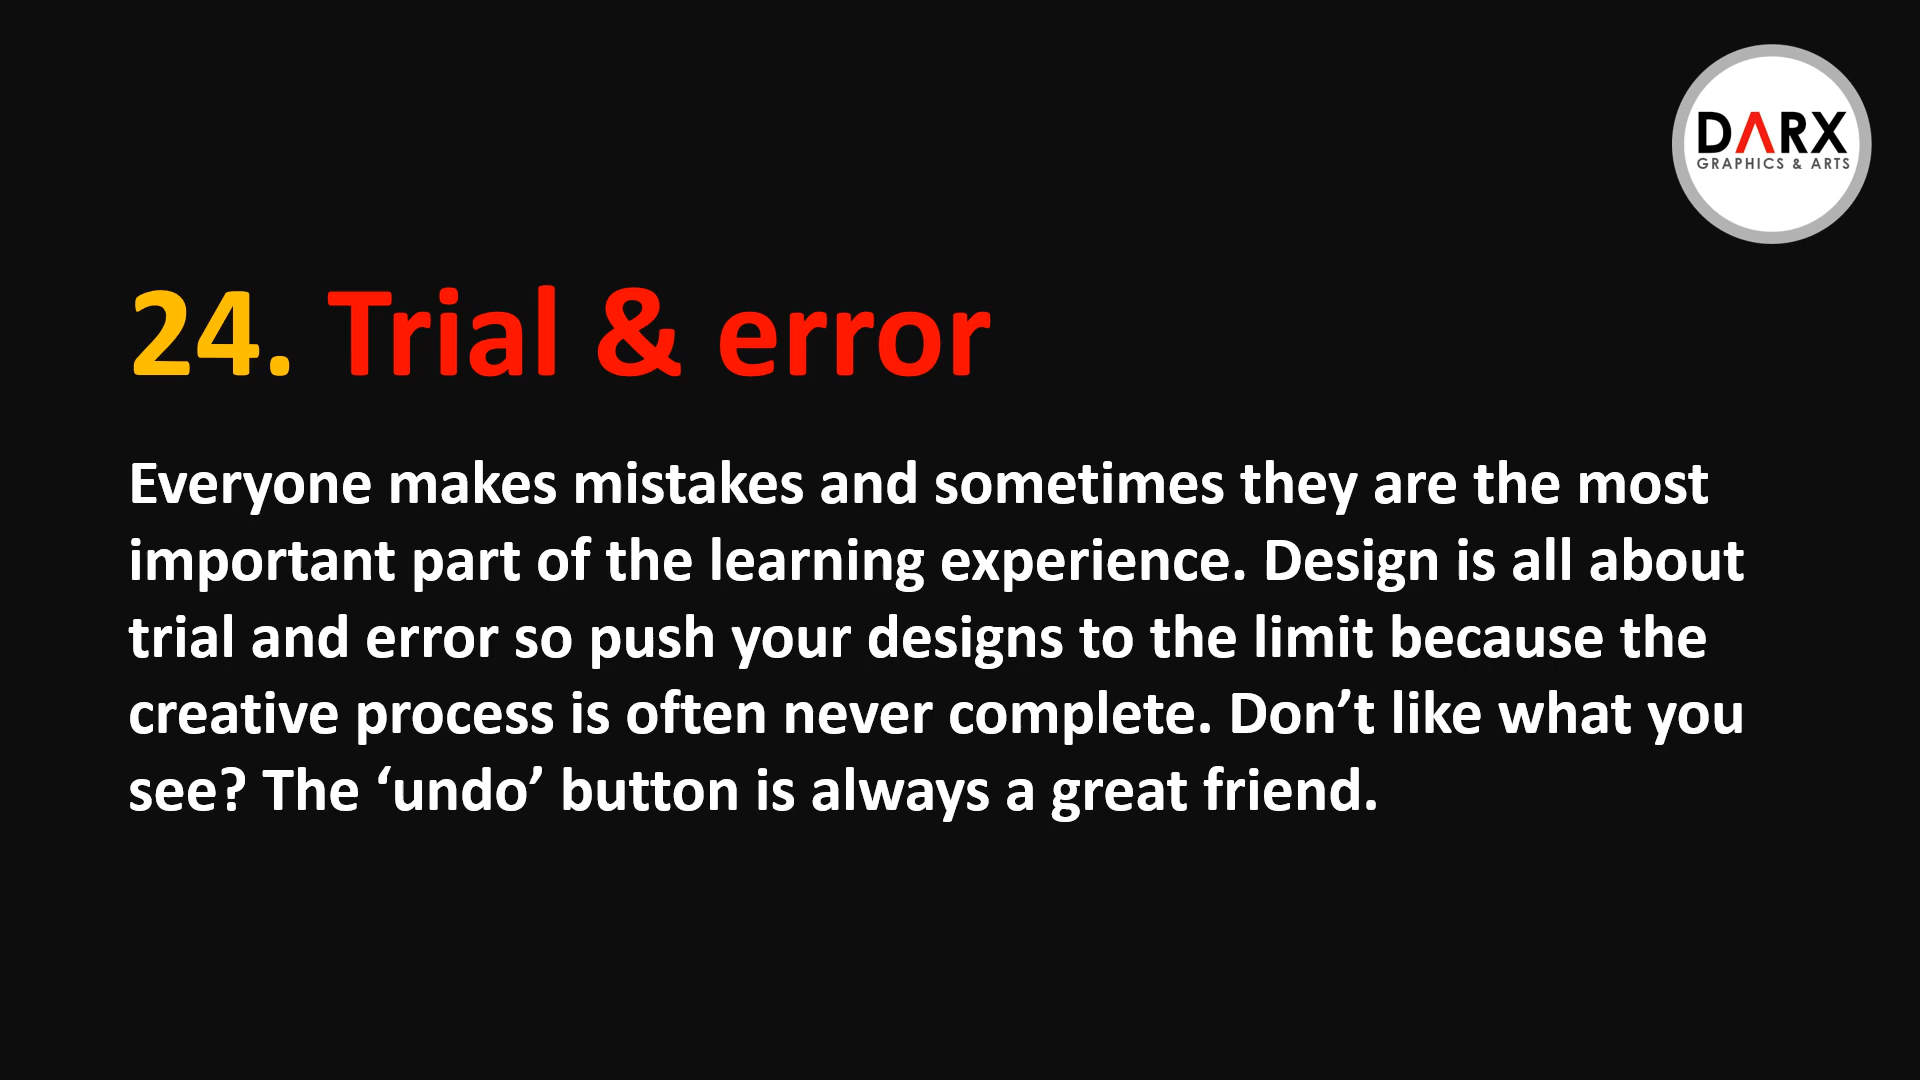 DARX
GRAPHICS & ARTS
24. Trial & error
Everyone makes mistakes and sometimes they are the most
important part of the learning experience. Design is all about
trial and error so push your designs to the limit because the
creative process is often never complete. Don’t like what you
see? The ‘undo’ button is always a great friend.